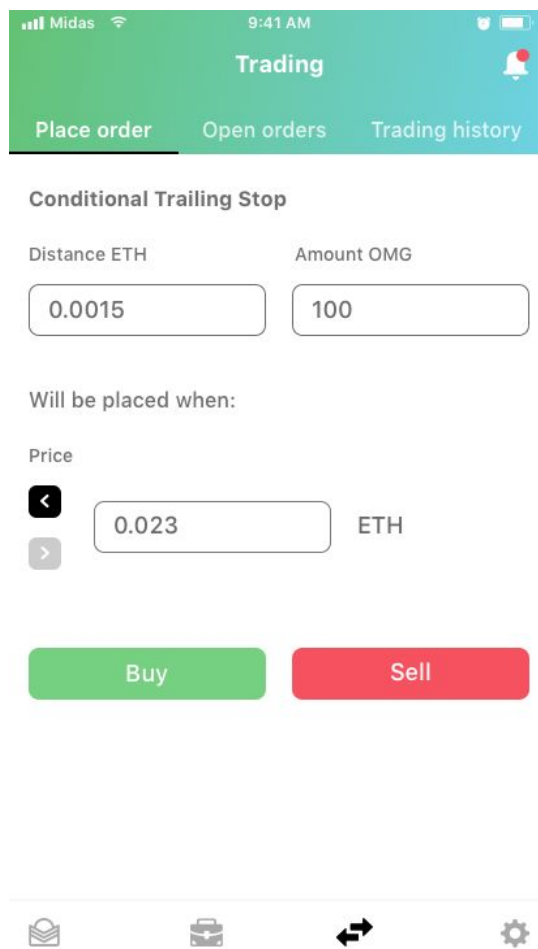 Midas 9:41 AM
Trading
Place order Open orders Trading history
Conditional Trailing Stop
Distance ETH Amount OMG
0.0015 100
Will be placed when:
Price
<
0.023 ETH
>
Buy Sell